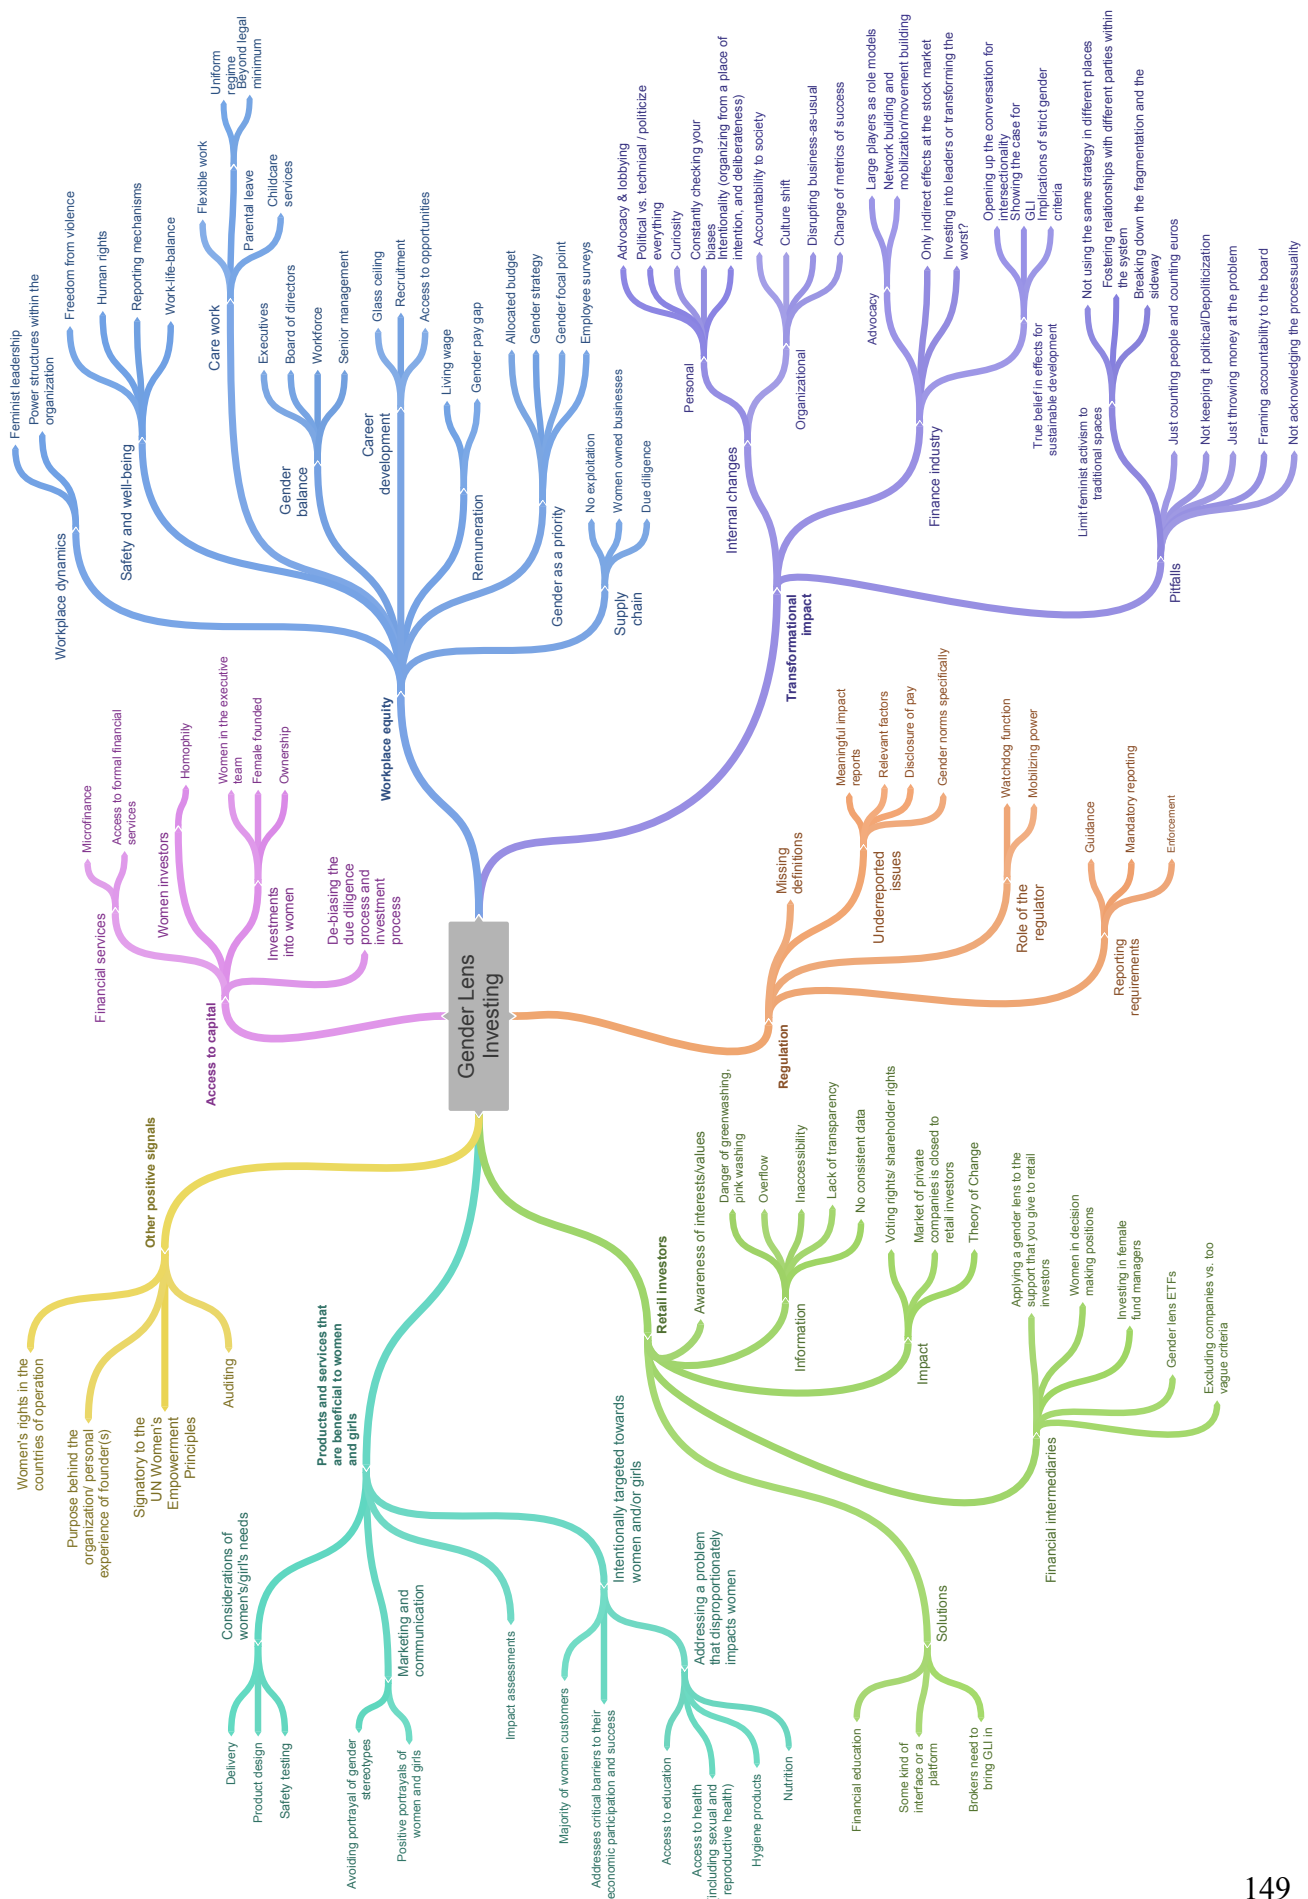 Gender Lens
Investing
Other positive signals
Women's rights in the
countries of operation
Purpose behind the
organization/ personal
experience of founder(s)
Signatory to the
UN Women's
Empowerment
Principles
Auditing
Products and services that
are beneficial to women
and girls
Considerations of
women's/girl's needs
Delivery
Product design
Safety testing
Marketing and
communication
Avoiding portrayal of gender
stereotypes
Positive portrayals of
women and girls
Impact assessments
Intentionally targeted towards
women and/or girls
Majority of women customers
Addresses critical barriers to their
economic participation and success
Addressing a problem
that disproportionately
impacts women
Access to education
Access to health
(including sexual and
reproductive health)
Hygiene products
Nutrition
Retail investors
Awareness of interests/values
Information
Danger of greenwashing,
pink washing
Overflow
Inaccessibility
Lack of transparency
No consistent data
Impact
Voting rights/ shareholder rights
Market of private
companies is closed to
retail investors
Theory of Change
Financial intermediaries
Applying a gender lens to the
support that you give to retail
investors
Women in decision
making positions
Investing in female
fund managers
Gender lens ETFs
Excluding companies vs. too
vague criteria
Solutions
Financial education
Some kind of
interface or a
platform
Brokers need to
bring GLI in
Access to capital
Financial services
Microfinance
Access to formal financial
services
Women investors
Homophily
Investments
into women
Women in the executive
team
Female founded
Ownership
De-biasing the
due diligence
process and
investment
process
Workplace equity
Workplace dynamics
Feminist leadership
Power structures within the
organization
Safety and well-being
Freedom from violence
Human rights
Reporting mechanisms
Work-life-balance
Care work
Flexible work
Parental leave
Uniform
regime
Beyond legal
minimum
Childcare
services
Gender
balance
Executives
Board of directors
Workforce
Senior management
Career
development
Glass ceiling
Recruitment
Access to opportunities
Remuneration
Living wage
Gender pay gap
Gender as a priority
Allocated budget
Gender strategy
Gender focal point
Employee surveys
Supply
chain
No exploitation
Women owned businesses
Due diligence
Transformational
impact
Internal changes
Personal
Advocacy & lobbying
Political vs. technical / politicize
everything
Curiosity
Constantly checking your
biases
Intentionality (organizing from a place of
intention, and deliberateness)
Organizational
Accountability to society
Culture shift
Disrupting business-as-usual
Change of metrics of success
Finance industry
Advocacy
Large players as role models
Network building and
mobilization/movement building
Only indirect effects at the stock market
Investing into leaders or transforming the
worst?
True belief in effects for
sustainable development
Opening up the conversation for
intersectionality
Showing the case for
GLI
Implications of strict gender
criteria
Pitfalls
Limit feminist activism to
traditional spaces
Not using the same strategy in different places
Fostering relationships with different parties within
the system
Breaking down the fragmentation and the
sideway
Just counting people and counting euros
Not keeping it political/Depoliticization
Just throwing money at the problem
Framing accountability to the board
Not acknowledging the processuality
Regulation
Missing
definitions
Underreported
issues
Meaningful impact
reports
Relevant factors
Disclosure of pay
Gender norms specifically
Role of the
regulator
Watchdog function
Mobilizing power
Reporting
requirements
Guidance
Mandatory reporting
Enforcement
149